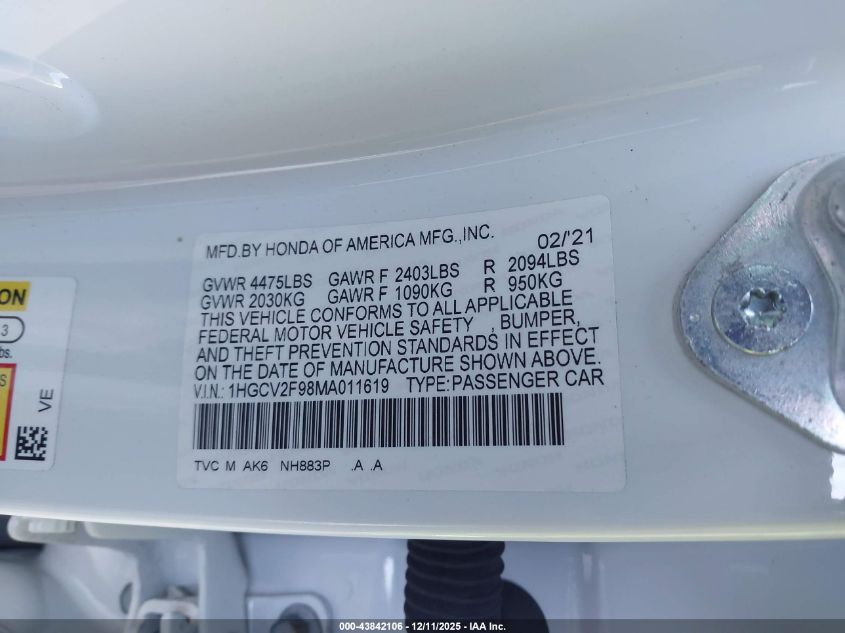 MFD.BY HONDA OF AMERICA MFG.,INC. 02/'21
GVWR 4475LBS GAWR F 2403LBS R 2094LBS
GVWR 2030KG GAWR F 1090KG R 950KG
THIS VEHICLE CONFORMS TO ALL APPLICABLE
FEDERAL MOTOR VEHICLE SAFETY , BUMPER,
AND THEFT PREVENTION STANDARDS IN EFFECT
ON THE DATE OF MANUFACTURE SHOWN ABOVE.
V.I.N.: 1HGCV2F98MA011619 TYPE:PASSENGER CAR
TVC M AK6 NH883P .A .A
ON
3
bs.
S
VE
000-43842106 - 12/11/2025 - IAA Inc.